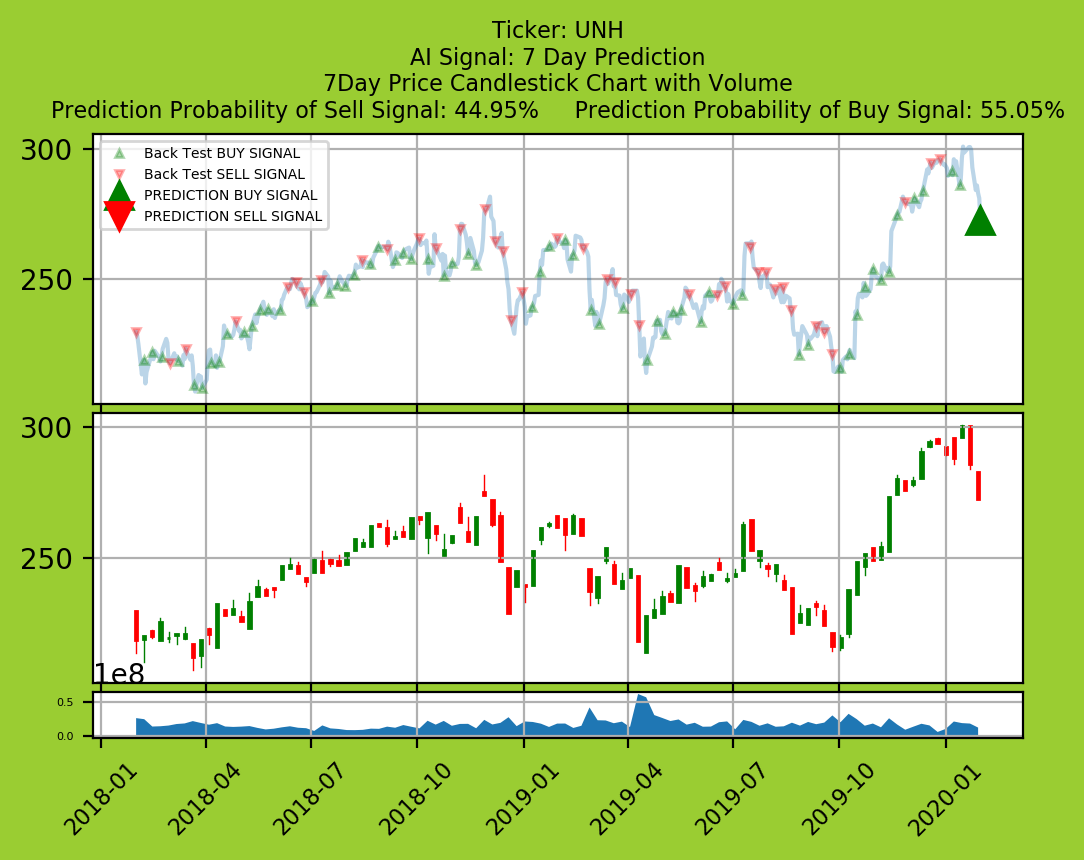 Ticker: UNH
AI Signal: 7 Day Prediction
7Day Price Candlestick Chart with Volume
Prediction Probability of Sell Signal: 44.95%     Prediction Probability of Buy Signal: 55.05%
Back Test BUY SIGNAL
Back Test SELL SIGNAL
PREDICTION BUY SIGNAL
PREDICTION SELL SIGNAL
300
250
300
250
1e8
0.5
0.0
2018-01 2018-04 2018-07 2018-10 2019-01 2019-04 2019-07 2019-10 2020-01